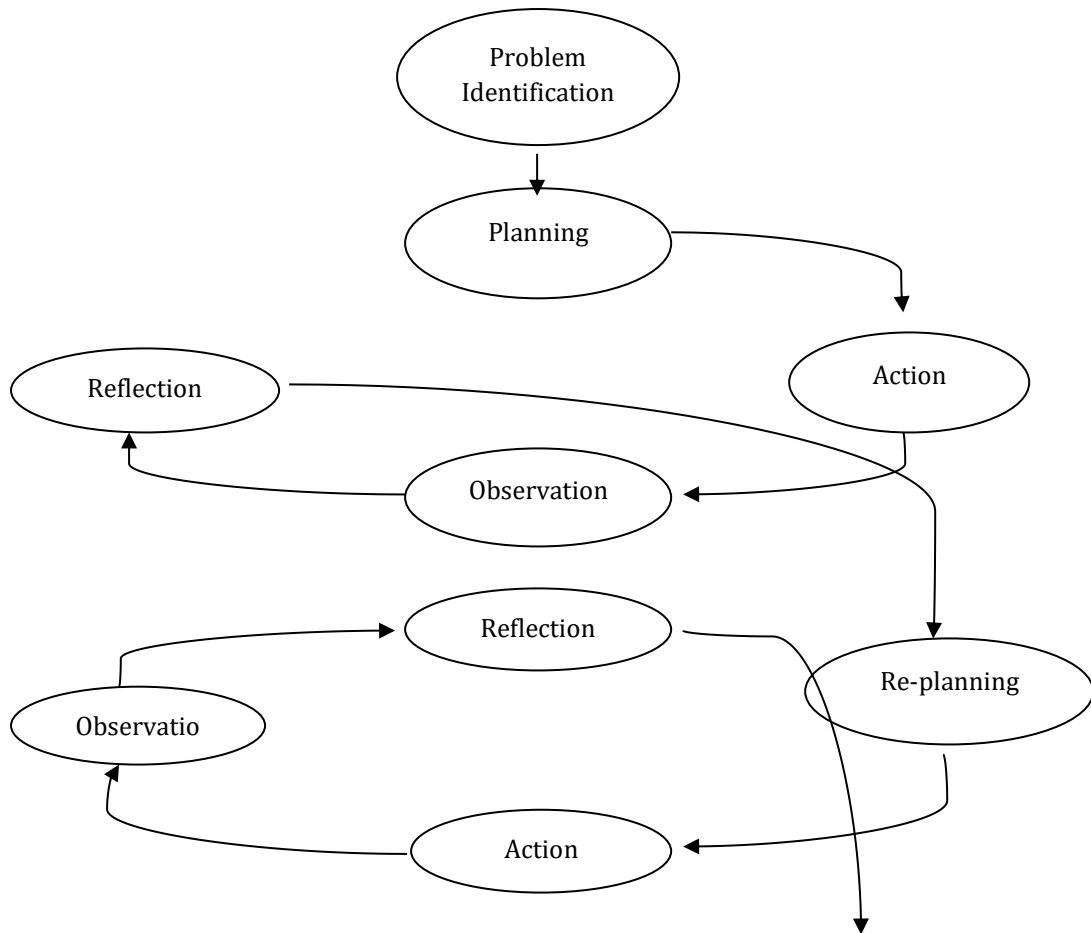 Problem
Identification
Planning
Action
Reflection
Observation
Reflection
Re-planning
Observatio
Action